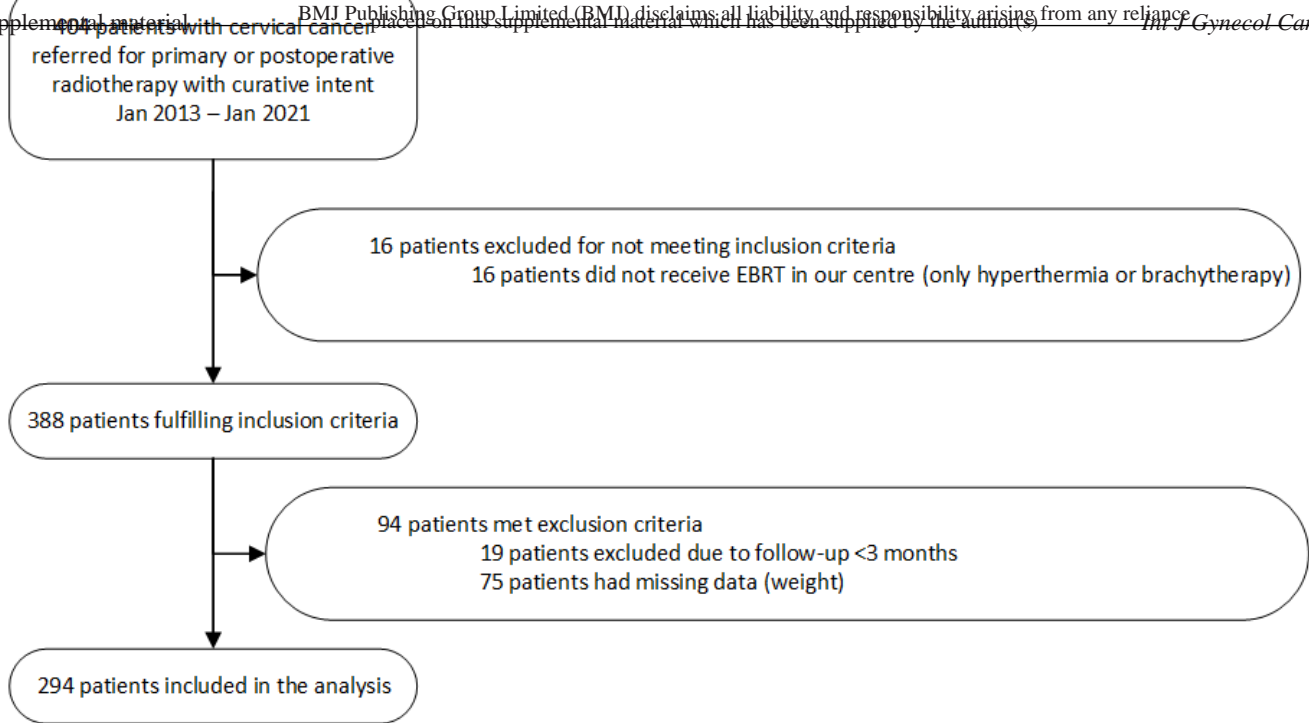 BMJ Publishing Group Limited (BMJ) disclaims all liability and responsibility arising from any reliance
pplemental material placed on this supplemental material which has been supplied by the author(s) Int J Gynecol Can
404 patients with cervical cancer
referred for primary or postoperative
radiotherapy with curative intent
Jan 2013 – Jan 2021
16 patients excluded for not meeting inclusion criteria
16 patients did not receive EBRT in our centre (only hyperthermia or brachytherapy)
388 patients fulfilling inclusion criteria
94 patients met exclusion criteria
19 patients excluded due to follow-up <3 months
75 patients had missing data (weight)
294 patients included in the analysis